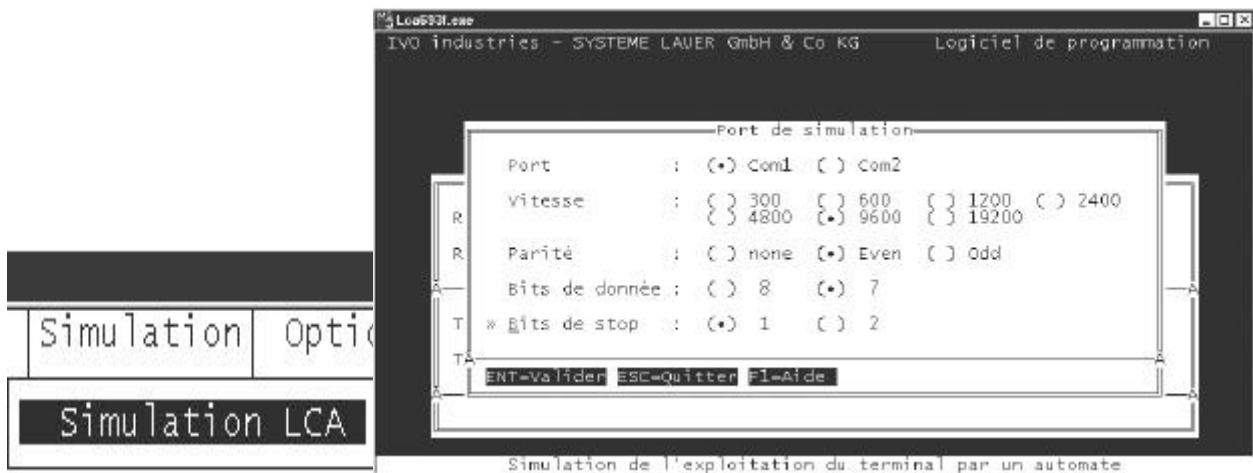 Lca693f.exe
IVO industries - SYSTEME LAUER GmbH & Co KG Logiciel de programmation
Port de simulation
Port : (•) Com1 ( ) Com2
Vitesse : ( ) 300 ( ) 600 ( ) 1200 ( ) 2400
( ) 4800 (•) 9600 ( ) 19200
R
R
Parité : ( ) none (•) Even ( ) Odd
Bits de donnée : ( ) 8 (•) 7
T » Bits de stop : (•) 1 ( ) 2
T
ENT=Valider ESC=Quitter F1=Aide
Simulation Optio
Simulation LCA
Simulation de l'exploitation du terminal par un automate